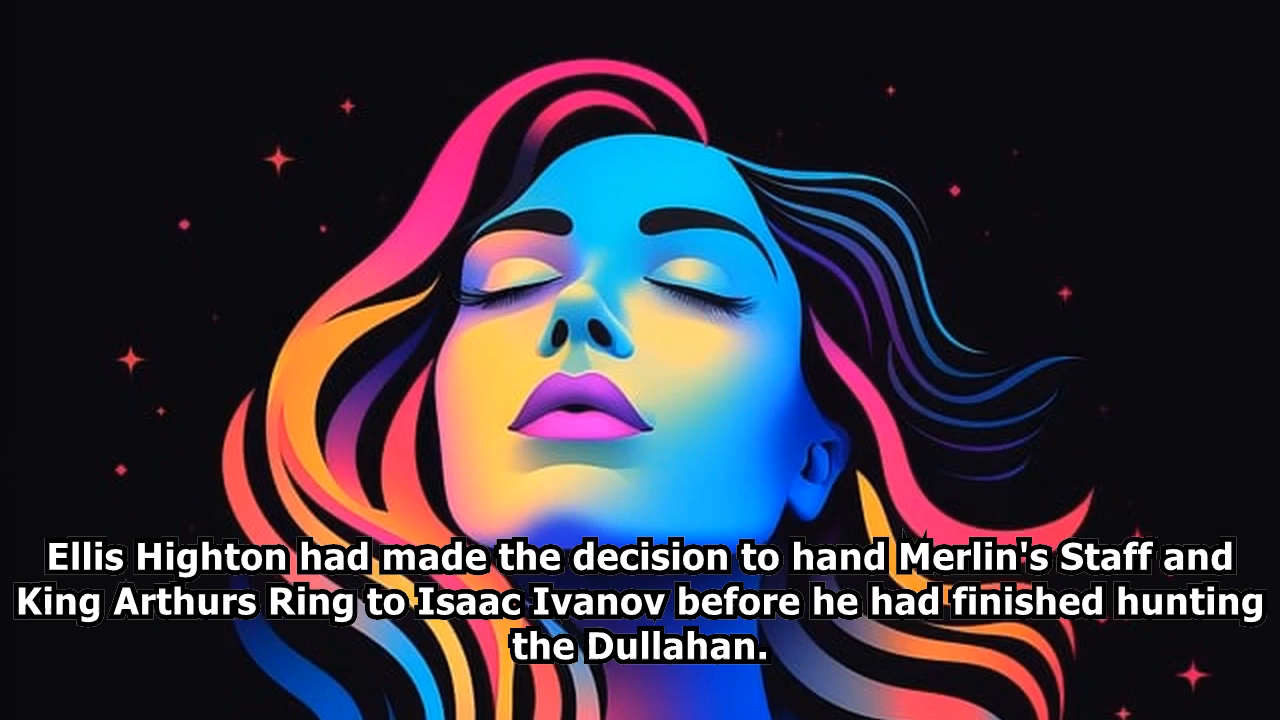 Ellis Highton had made the decision to hand Merlin's Staff and
King Arthurs Ring to Isaac Ivanov before he had finished hunting
the Dullahan.